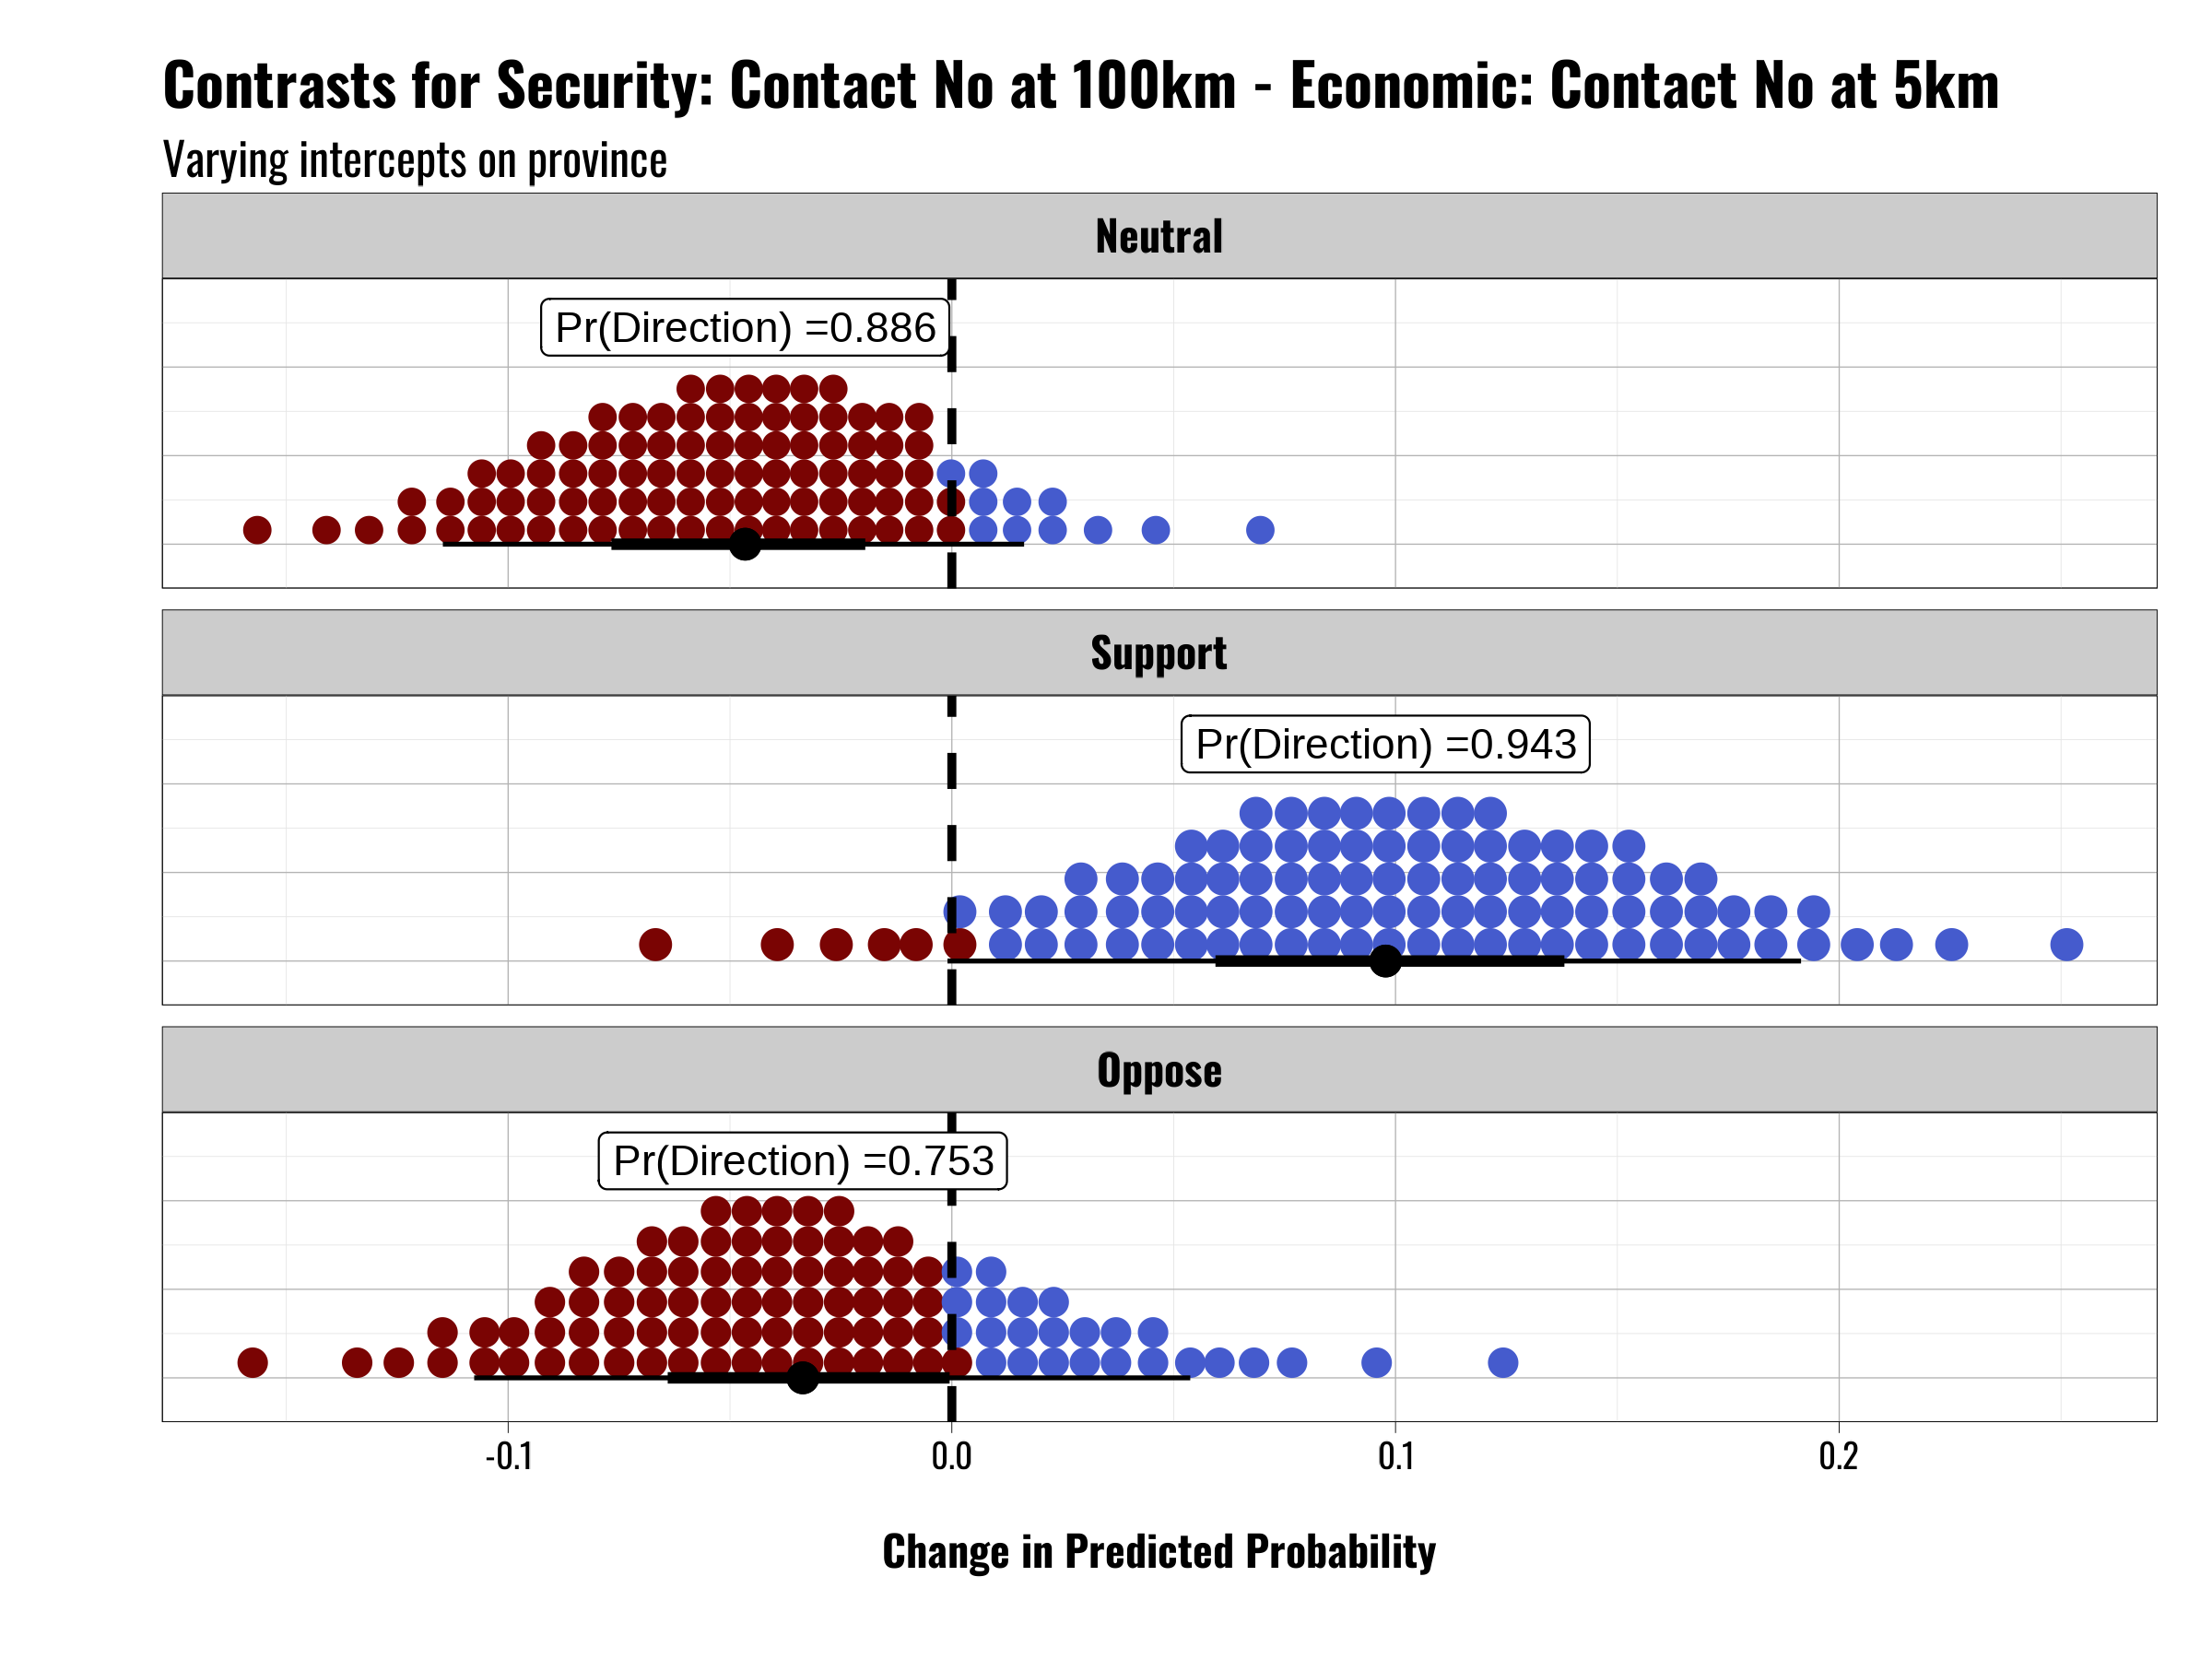 Contrasts for Security: Contact No at 100km - Economic: Contact No at 5km
Varying intercepts on province
Neutral
Pr(Direction) =0.886
Support
Pr(Direction) =0.943
Oppose
Pr(Direction) =0.753
-0.1 0.0 0.1 0.2
Change in Predicted Probability